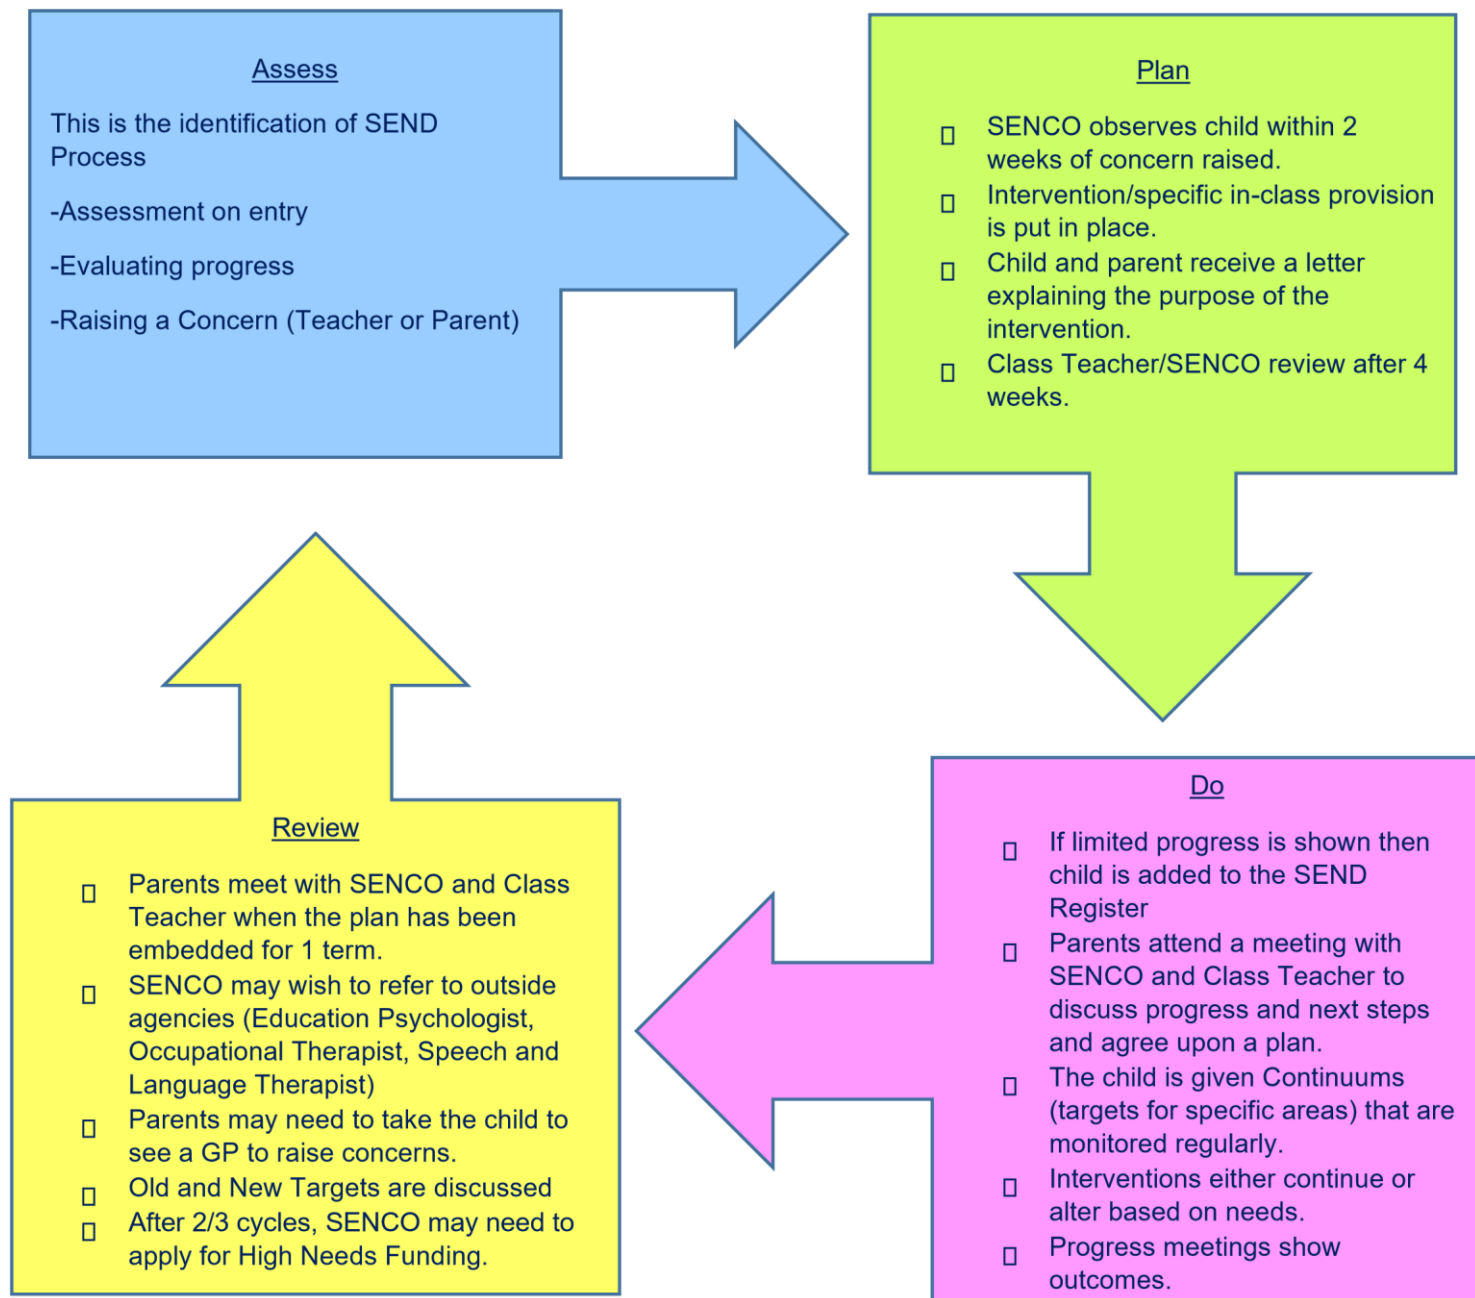 Assess
This is the identification of SEND
Process
-Assessment on entry
-Evaluating progress
-Raising a Concern (Teacher or Parent)
Plan
SENCO observes child within 2
weeks of concern raised.
Intervention/specific in-class provision
is put in place.
Child and parent receive a letter
explaining the purpose of the
intervention.
Class Teacher/SENCO review after 4
weeks.
Do
If limited progress is shown then
child is added to the SEND
Register
Parents attend a meeting with
SENCO and Class Teacher to
discuss progress and next steps
and agree upon a plan.
The child is given Continuums
(targets for specific areas) that are
monitored regularly.
Interventions either continue or
alter based on needs.
Progress meetings show
outcomes.
Review
Parents meet with SENCO and Class
Teacher when the plan has been
embedded for 1 term.
SENCO may wish to refer to outside
agencies (Education Psychologist,
Occupational Therapist, Speech and
Language Therapist)
Parents may need to take the child to
see a GP to raise concerns.
Old and New Targets are discussed
After 2/3 cycles, SENCO may need to
apply for High Needs Funding.